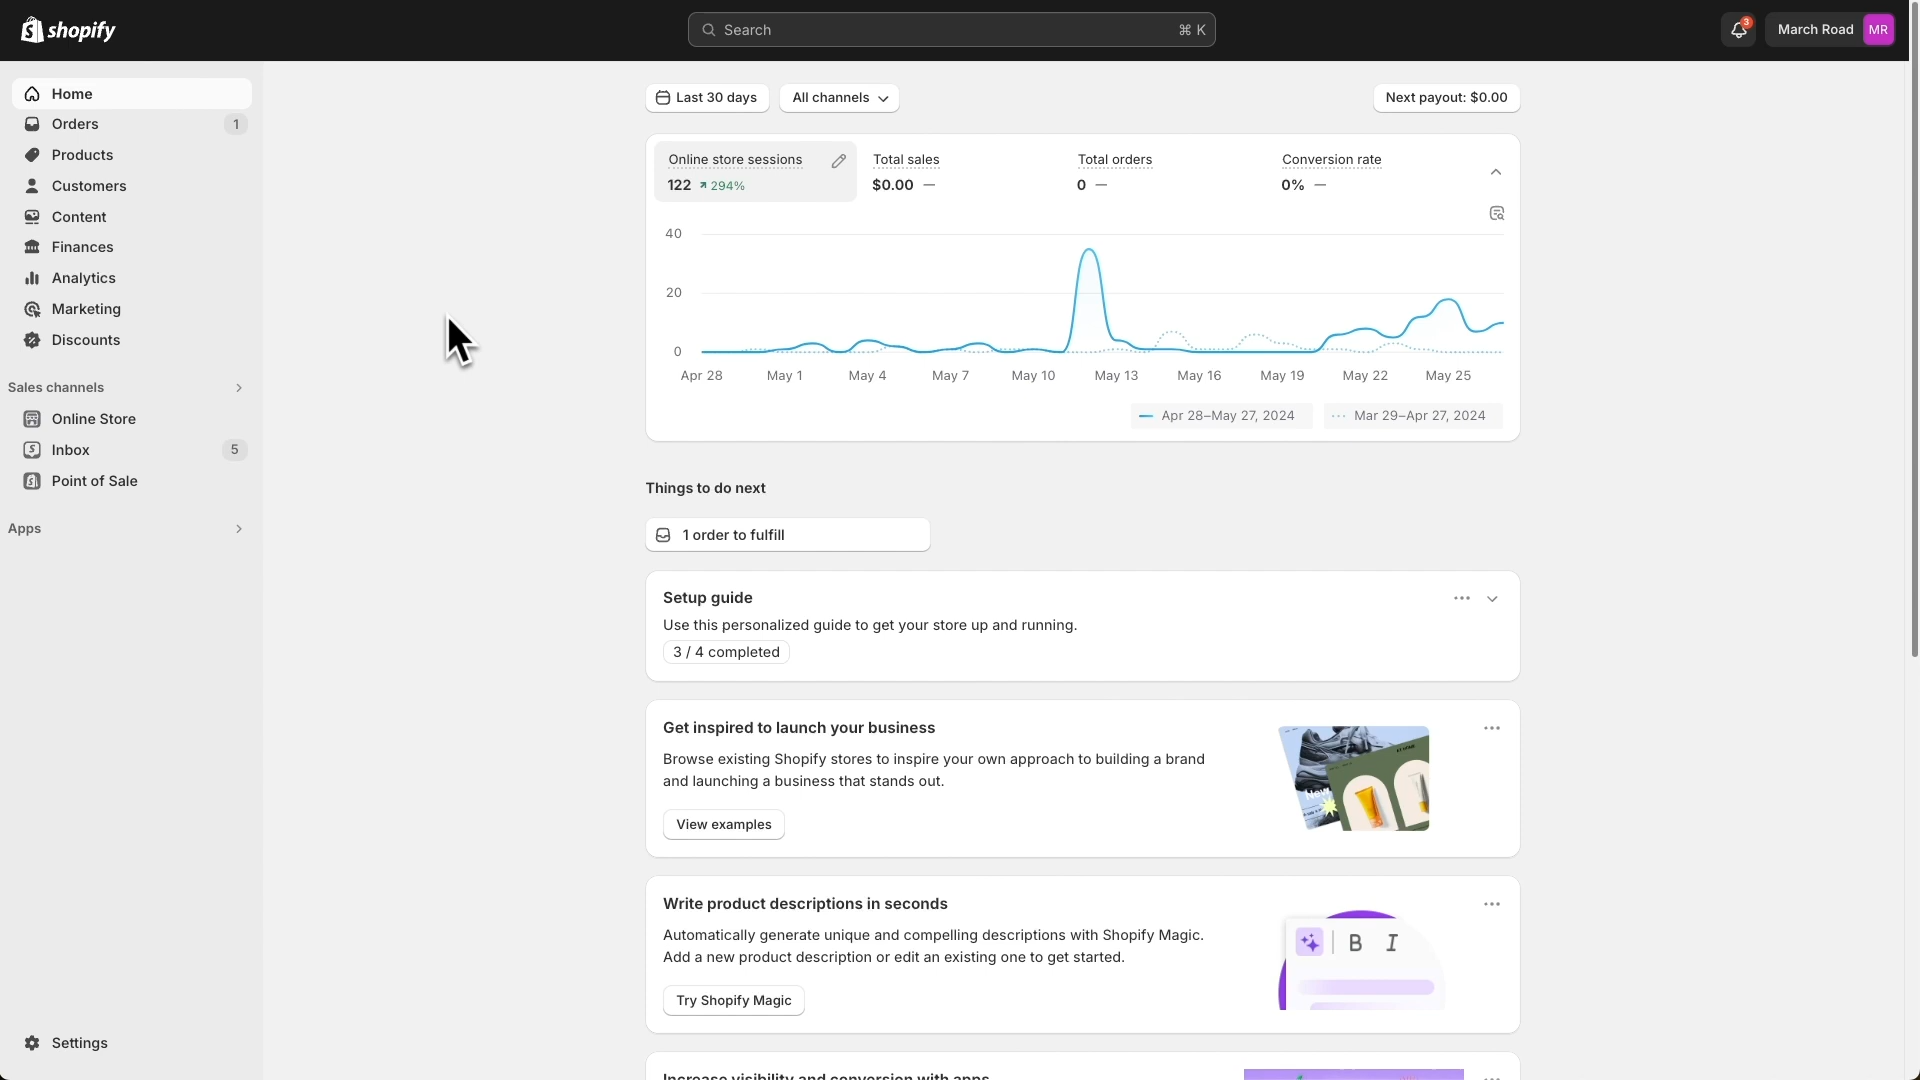 shopify
Search
⌘ K
3
March Road
MR
Home
Orders
1
Products
Customers
Content
Finances
Analytics
Marketing
Discounts
Sales channels
Online Store
Inbox
5
Point of Sale
Apps
Settings
Last 30 days
All channels
Next payout: $0.00
Online store sessions
122 294%
Total sales
$0.00 —
Total orders
0 —
Conversion rate
0% —
40
20
0
Apr 28 May 1 May 4 May 7 May 10 May 13 May 16 May 19 May 22 May 25
Apr 28–May 27, 2024
Mar 29–Apr 27, 2024
Things to do next
1 order to fulfill
Setup guide
Use this personalized guide to get your store up and running.
3 / 4 completed
Get inspired to launch your business
Browse existing Shopify stores to inspire your own approach to building a brand
and launching a business that stands out.
View examples
New
Write product descriptions in seconds
Automatically generate unique and compelling descriptions with Shopify Magic.
Add a new product description or edit an existing one to get started.
Try Shopify Magic
B I
Increase visibility and conversion with apps